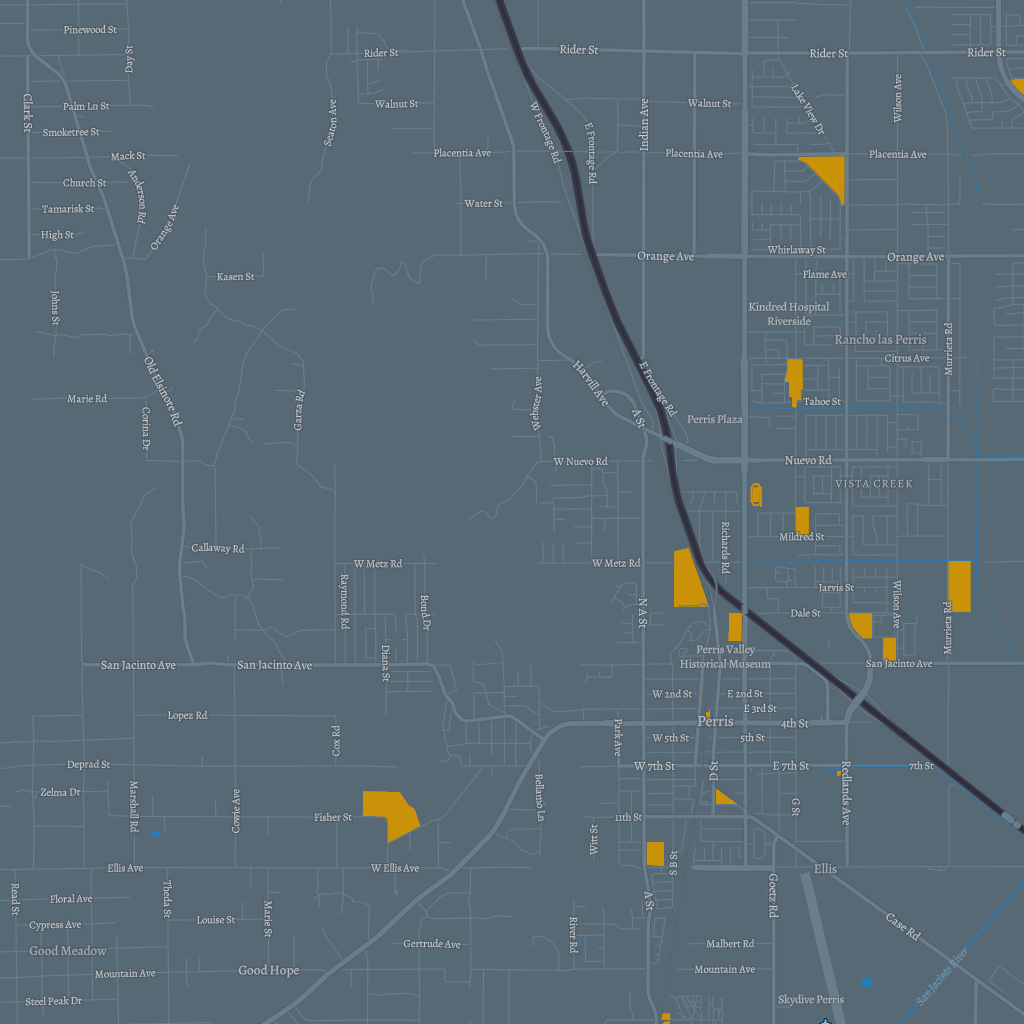 Pinewood St
Day St
Rider St
Rider St
Rider St
Rider St
Clark St
Palm Ln St
Seaton Ave
Walnut St
W Frontage Rd
E Frontage Rd
Indian Ave
Walnut St
Lake View Dr
Wilson Ave
Smoketree St
Mack St
Placentia Ave
Placentia Ave
Placentia Ave
Church St
Anderson Rd
Tamarisk St
Orange Ave
Water St
High St
Kasen St
Orange Ave
Whirlaway St
Orange Ave
Flame Ave
Johns St
Kindred Hospital
Riverside
Rancho las Perris
Murrieta Rd
Citrus Ave
Old Elsinore Rd
Marie Rd
Corina Dr
Garza Rd
Webster Ave
Harvill Ave
E Frontage Rd
A St
Tahoe St
Perris Plaza
W Nuevo Rd
Nuevo Rd
VISTA CREEK
Richards Rd
Mildred St
Callaway Rd
W Metz Rd
W Metz Rd
Raymond Rd
Bond Dr
N A St
Jarvis St
Dale St
Wilson Ave
Murrieta Rd
San Jacinto Ave
San Jacinto Ave
Diana St
Perris Valley
Historical Museum
San Jacinto Ave
W 2nd St
E 2nd St
E 3rd St
Lopez Rd
Cox Rd
Park Ave
Perris
4th St
W 5th St
5th St
Deprad St
W 7th St
D St
E 7th St
7th St
Zelma Dr
Marshall Rd
Cowie Ave
Bellamo Ln
G St
Redlands Ave
Fisher St
11th St
Win St
Ellis Ave
W Ellis Ave
S B St
Ellis
Read St
Floral Ave
Theda St
Marie St
A St
Goetz Rd
Cypress Ave
Louise St
River Rd
Case Rd
Good Meadow
Gertrude Ave
Malbert Rd
Mountain Ave
Good Hope
Mountain Ave
San Jacinto River
Steel Peak Dr
Skydive Perris